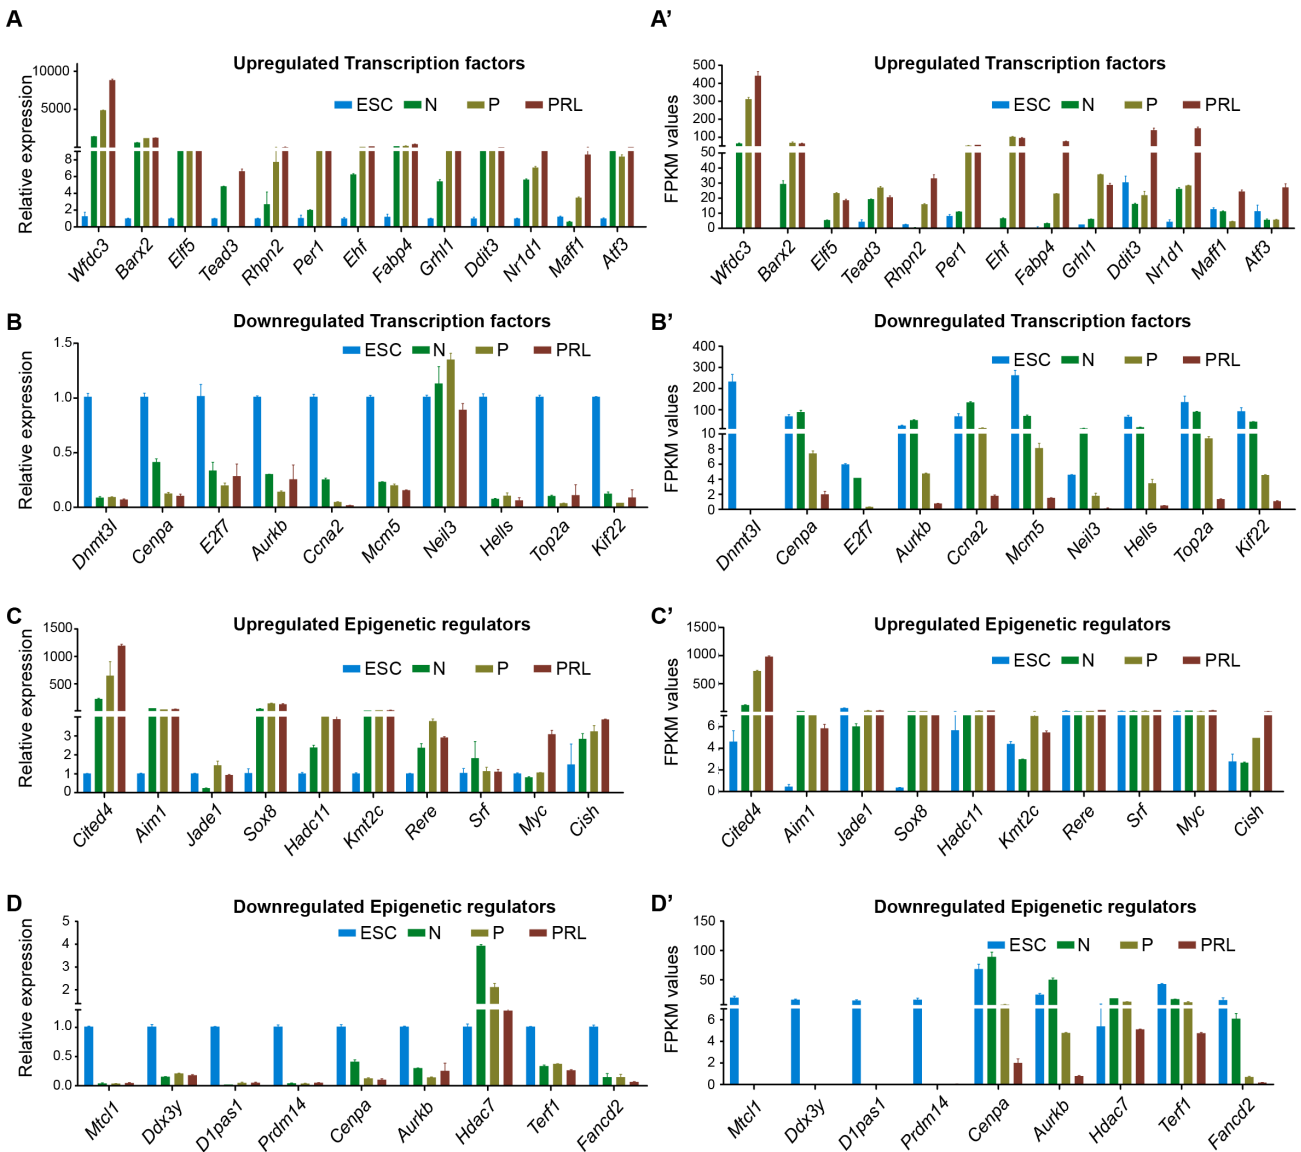 A
Upregulated Transcription factors
Relative expression
ESC N P PRL
10000
5000
8
6
4
2
0
Wfdc3 Barx2 Elf5 Tead3 Rhpn2 Per1 Ehf Fabp4 Grhl1 Ddit3 Nr1d1 Maff1 Atf3
A’
Upregulated Transcription factors
FPKM values
ESC N P PRL
500
400
300
200
100
50
40
30
20
10
0
Wfdc3 Barx2 Elf5 Tead3 Rhpn2 Per1 Ehf Fabp4 Grhl1 Ddit3 Nr1d1 Maff1 Atf3
B
Downregulated Transcription factors
Relative expression
ESC N P PRL
1.5
1.0
0.5
0.0
Dnmt3l Cenpa E2f7 Aurkb Ccna2 Mcm5 Neil3 Hells Top2a Kif22
B’
Downregulated Transcription factors
FPKM values
ESC N P PRL
400
300
200
100
10
8
6
4
2
0
Dnmt3l Cenpa E2f7 Aurkb Ccna2 Mcm5 Neil3 Hells Top2a Kif22
C
Upregulated Epigenetic regulators
Relative expression
ESC N P PRL
1500
1000
500
3
2
1
0
Cited4 Aim1 Jade1 Sox8 Hadc11 Kmt2c Rere Srf Myc Cish
C’
Upregulated Epigenetic regulators
FPKM values
ESC N P PRL
1500
1000
500
6
4
2
0
Cited4 Aim1 Jade1 Sox8 Hadc11 Kmt2c Rere Srf Myc Cish
D
Downregulated Epigenetic regulators
Relative expression
ESC N P PRL
5
4
3
2
1.0
0.5
0.0
Mtcl1 Ddx3y D1pas1 Prdm14 Cenpa Aurkb Hdac7 Terf1 Fancd2
D’
Downregulated Epigenetic regulators
FPKM values
ESC N P PRL
150
100
50
6
4
2
0
Mtcl1 Ddx3y D1pas1 Prdm14 Cenpa Aurkb Hdac7 Terf1 Fancd2